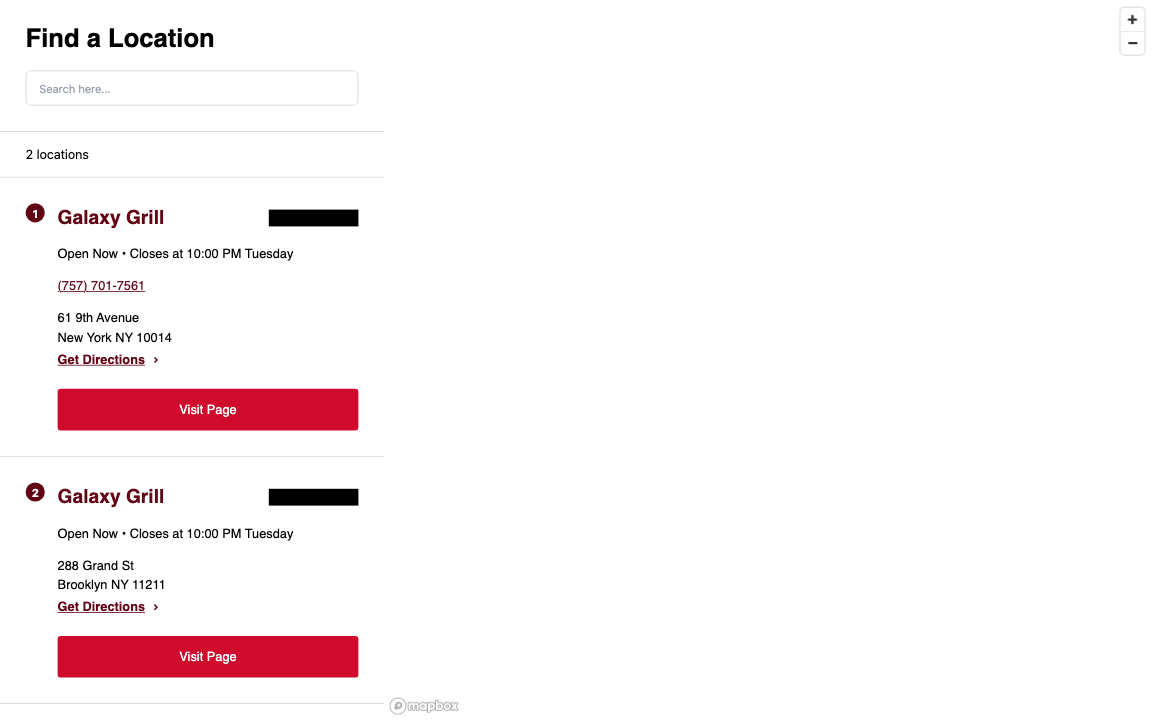 Find a Location
Search here...
2 locations
1
Galaxy Grill
Open Now • Closes at 10:00 PM Tuesday
(757) 701-7561
61 9th Avenue
New York NY 10014
Get Directions
Visit Page
2
Galaxy Grill
Open Now • Closes at 10:00 PM Tuesday
288 Grand St
Brooklyn NY 11211
Get Directions
Visit Page
+
−
mapbox